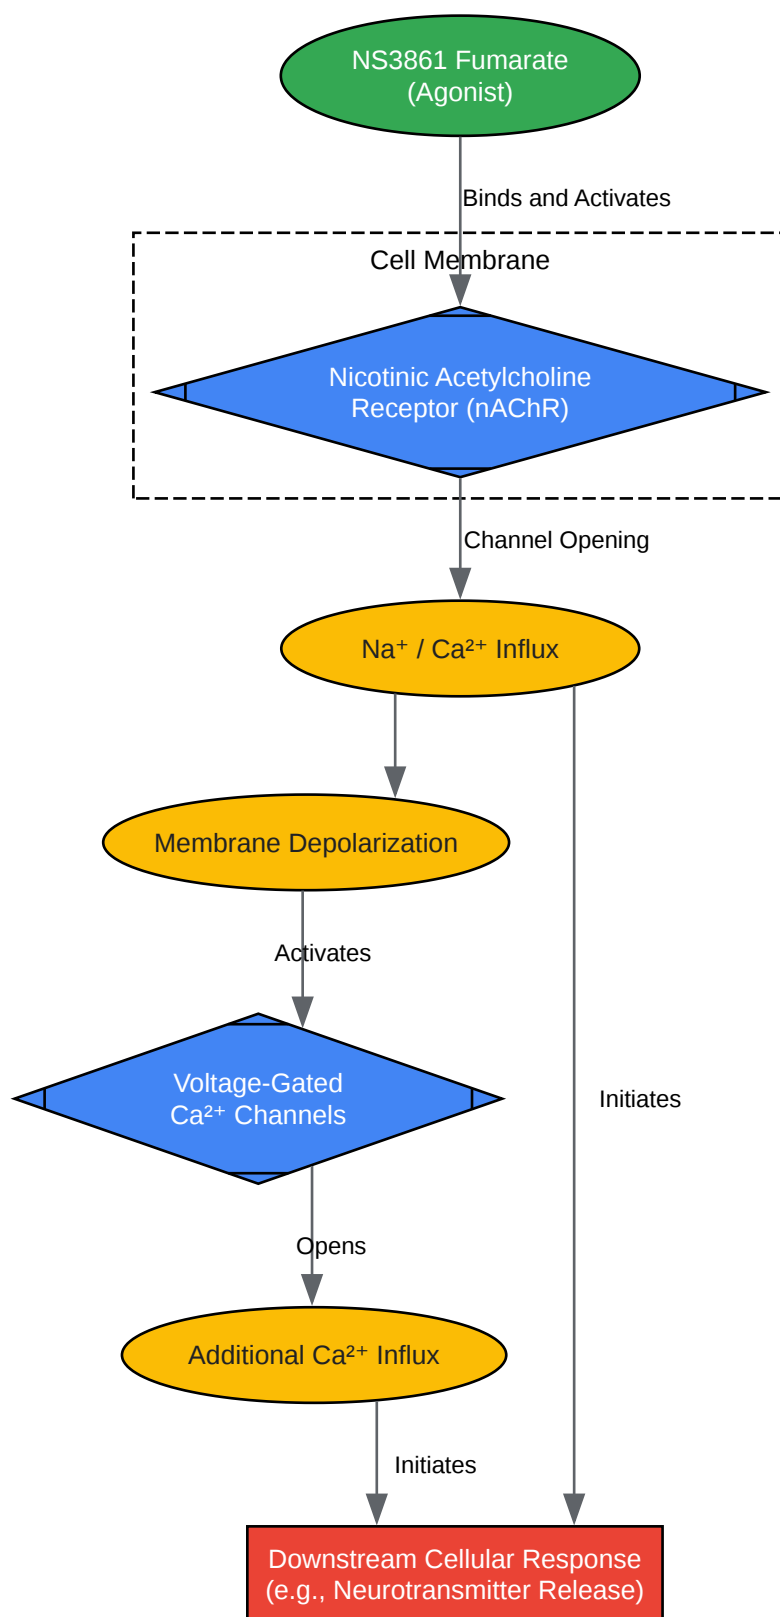 NS3861 Fumarate
(Agonist)
Binds and Activates
Cell Membrane
Nicotinic Acetylcholine
Receptor (nAChR)
Channel Opening
Na⁺ / Ca²⁺ Influx
Membrane Depolarization
Activates
Voltage-Gated
Ca²⁺ Channels
Initiates
Opens
Additional Ca²⁺ Influx
Initiates
Downstream Cellular Response
(e.g., Neurotransmitter Release)